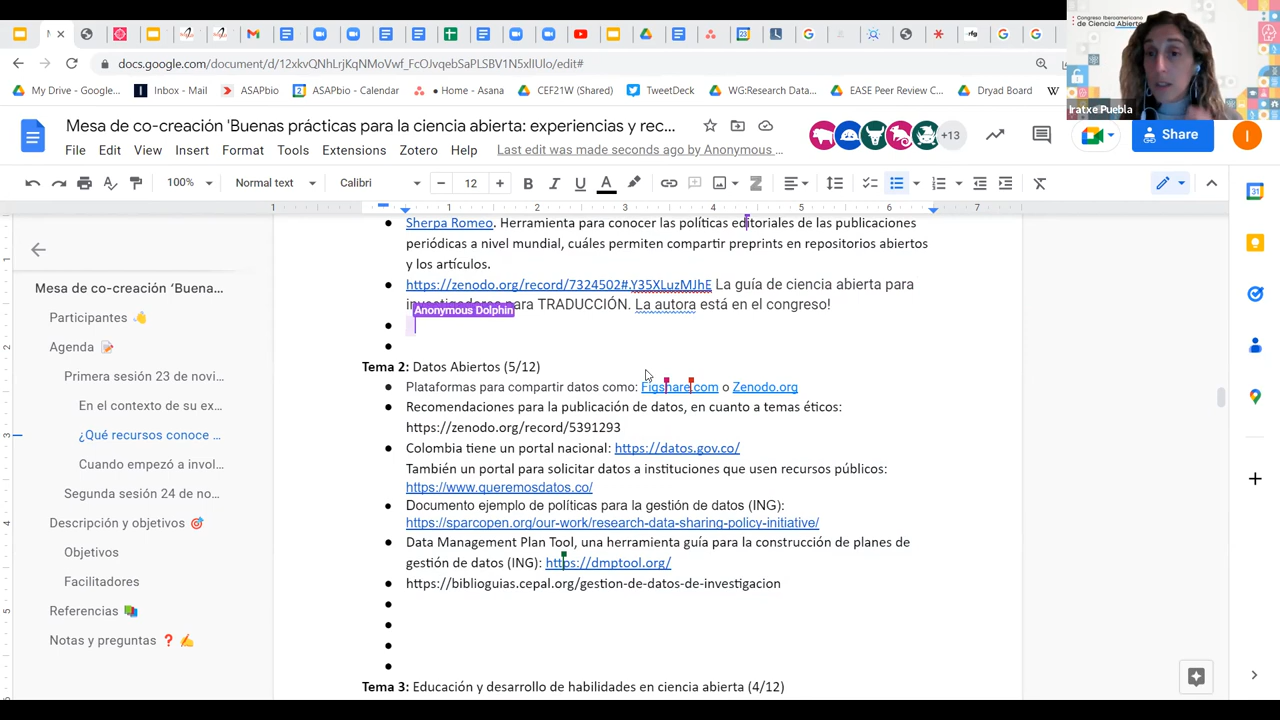 Congreso Iberoamericano
de Ciencia Abierta
Iratxe Puebla
docs.google.com/document/d/12xkvQNhLrjKqNMoVwf_FcOJvqebSaPLSBV1N5xlIUlo/edit#
My Drive - Google...
Inbox - Mail
ASAPbio
ASAPbio - Calendar
Home - Asana
CEF21W (Shared)
TweetDeck
WG:Research Data...
EASE Peer Review C...
Dryad Board
Mesa de co-creación 'Buenas prácticas para la ciencia abierta: experiencias y rec...
+13
Share
I
File Edit View Insert Format Tools Extensions Zotero Help
Last edit was made seconds ago by Anonymous ...
100% Normal text Calibri 12
1 1 2 3 4 5 6 7
Mesa de co-creación ‘Buena...
Participantes 👋
Agenda 📝
Primera sesión 23 de novi...
En el contexto de su ex...
¿Qué recursos conoce ...
Cuando empezó a invol...
Segunda sesión 24 de no...
Descripción y objetivos 🎯
Objetivos
Facilitadores
Referencias 📚
Notas y preguntas ❓ ✍️
● Sherpa Romeo. Herramienta para conocer las políticas editoriales de las publicaciones
periódicas a nivel mundial, cuáles permiten compartir preprints en repositorios abiertos
y los artículos.
● https://zenodo.org/record/7324502#.Y35XLuzMJhE La guía de ciencia abierta para
para TRADUCCIÓN. La autora está en el congreso!
Anonymous Dolphin
●
●
Tema 2: Datos Abiertos (5/12)
● Plataformas para compartir datos como: Figshare.com o Zenodo.org
● Recomendaciones para la publicación de datos, en cuanto a temas éticos:
https://zenodo.org/record/5391293
● Colombia tiene un portal nacional: https://datos.gov.co/
También un portal para solicitar datos a instituciones que usen recursos públicos:
https://www.queremosdatos.co/
● Documento ejemplo de políticas para la gestión de datos (ING):
https://sparcopen.org/our-work/research-data-sharing-policy-initiative/
● Data Management Plan Tool, una herramienta guía para la construcción de planes de
gestión de datos (ING): https://dmptool.org/
● https://biblioguias.cepal.org/gestion-de-datos-de-investigacion
●
●
●
●
Tema 3: Educación y desarrollo de habilidades en ciencia abierta (4/12)